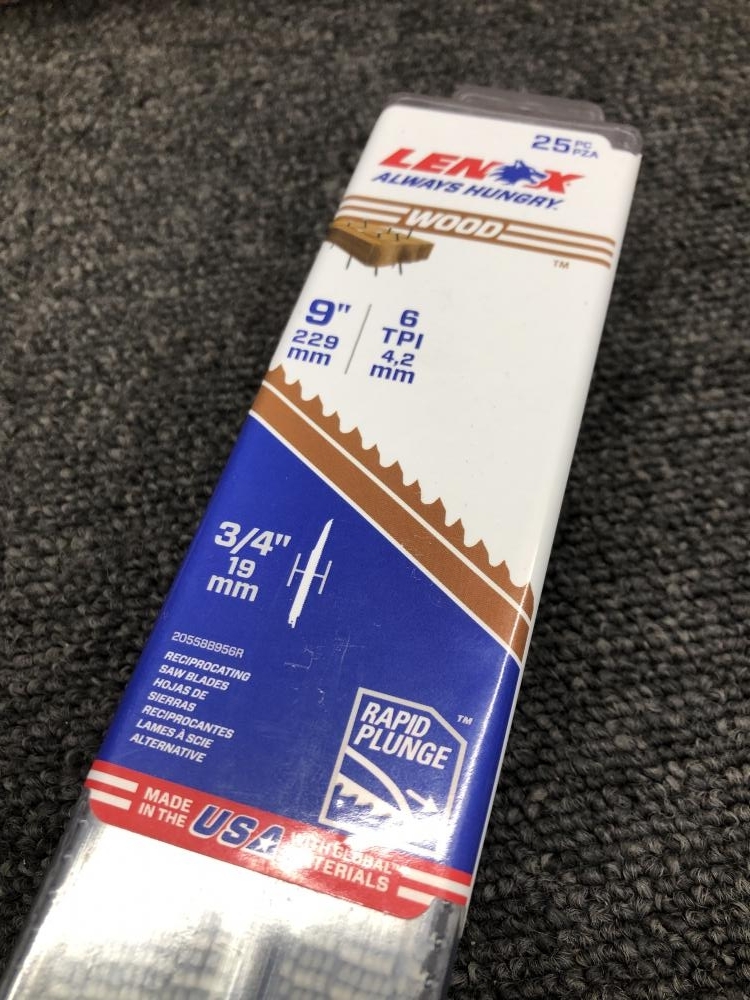 25 PC
PZA
LENOX
ALWAYS HUNGRY.
WOOD
TM
9"
229
mm
6
TPI
4,2
mm
3/4"
19
mm
20558B956R
RECIPROCATING
SAW BLADES
HOJAS DE
SIERRAS
RECIPROCANTES
LAMES À SCIE
ALTERNATIVE
RAPID
PLUNGE
TM
MADE
IN THE
USA
WITH GLOBAL
MATERIALS